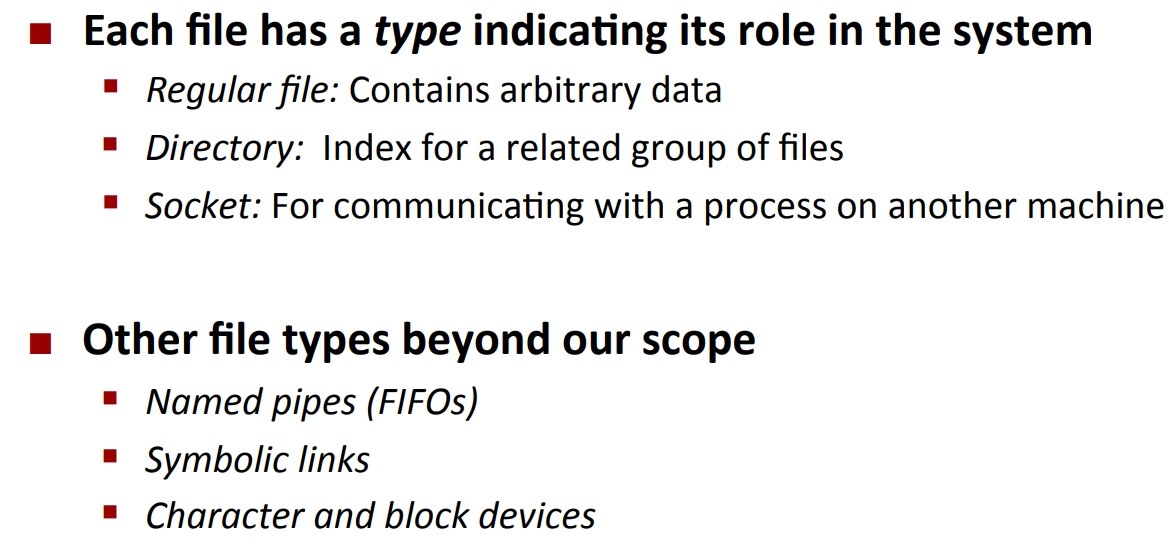 Each file has a type indicating its role in the system
Regular file: Contains arbitrary data
Directory: Index for a related group of files
Socket: For communicating with a process on another machine
Other file types beyond our scope
Named pipes (FIFOs)
Symbolic links
Character and block devices